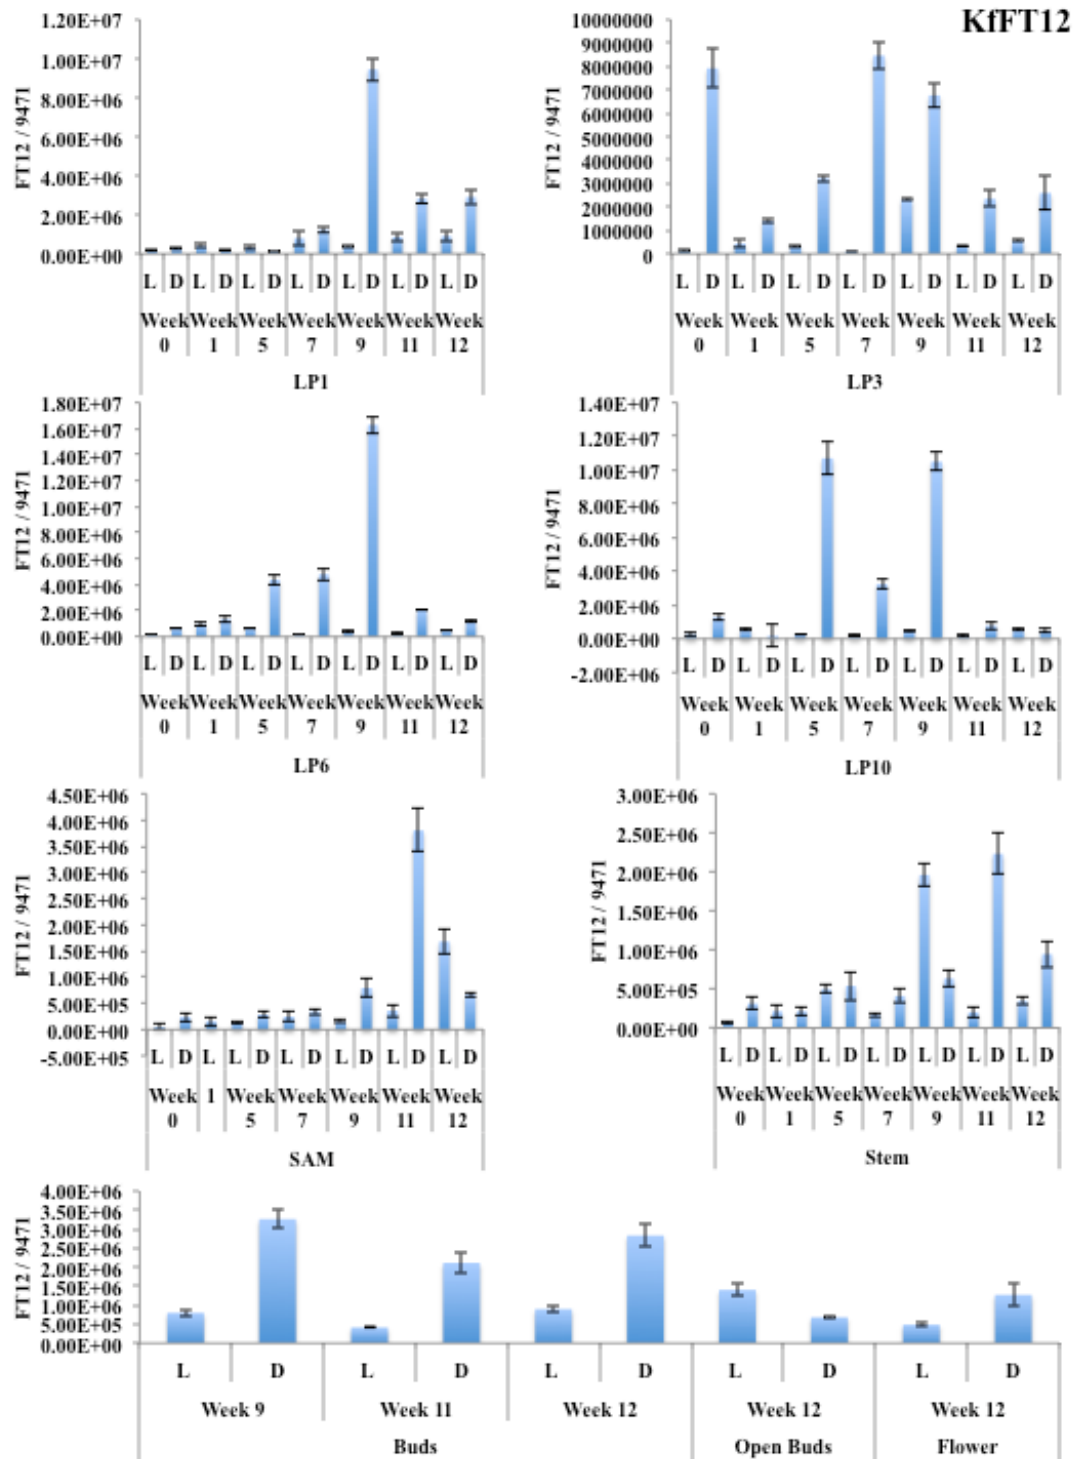 KfFT12
1.20E+07
1.00E+07
8.00E+06
6.00E+06
4.00E+06
2.00E+06
0.00E+00
FT12 / 9471
L D L D L D L D L D L D L D
Week Week Week Week Week Week Week
0 1 5 7 9 11 12
LP1
10000000
9000000
8000000
7000000
6000000
5000000
4000000
3000000
2000000
1000000
0
FT12 / 9471
L D L D L D L D L D L D L D
Week Week Week Week Week Week Week
0 1 5 7 9 11 12
LP3
1.80E+07
1.60E+07
1.40E+07
1.20E+07
1.00E+07
8.00E+06
6.00E+06
4.00E+06
2.00E+06
0.00E+00
FT12 / 9471
L D L D L D L D L D L D L D
Week Week Week Week Week Week Week
0 1 5 7 9 11 12
LP6
1.40E+07
1.20E+07
1.00E+07
8.00E+06
6.00E+06
4.00E+06
2.00E+06
0.00E+00
-2.00E+06
FT12 / 9471
L D L D L D L D L D L D L D
Week Week Week Week Week Week Week
0 1 5 7 9 11 12
LP10
4.50E+06
4.00E+06
3.50E+06
3.00E+06
2.50E+06
2.00E+06
1.50E+06
1.00E+06
5.00E+05
0.00E+00
-5.00E+05
FT12 / 9471
L D L L D L D L D L D L D
Week 1 Week Week Week Week Week
0 5 7 9 11 12
SAM
3.00E+06
2.50E+06
2.00E+06
1.50E+06
1.00E+06
5.00E+05
0.00E+00
FT12 / 9471
L D L D L D L D L D L D L D
Week Week Week Week Week Week Week
0 1 5 7 9 11 12
Stem
4.00E+06
3.50E+06
3.00E+06
2.50E+06
2.00E+06
1.50E+06
1.00E+06
5.00E+05
0.00E+00
FT12 / 9471
L D L D L D L D L D
Week 9 Week 11 Week 12 Week 12 Week 12
Buds Open Buds Flower